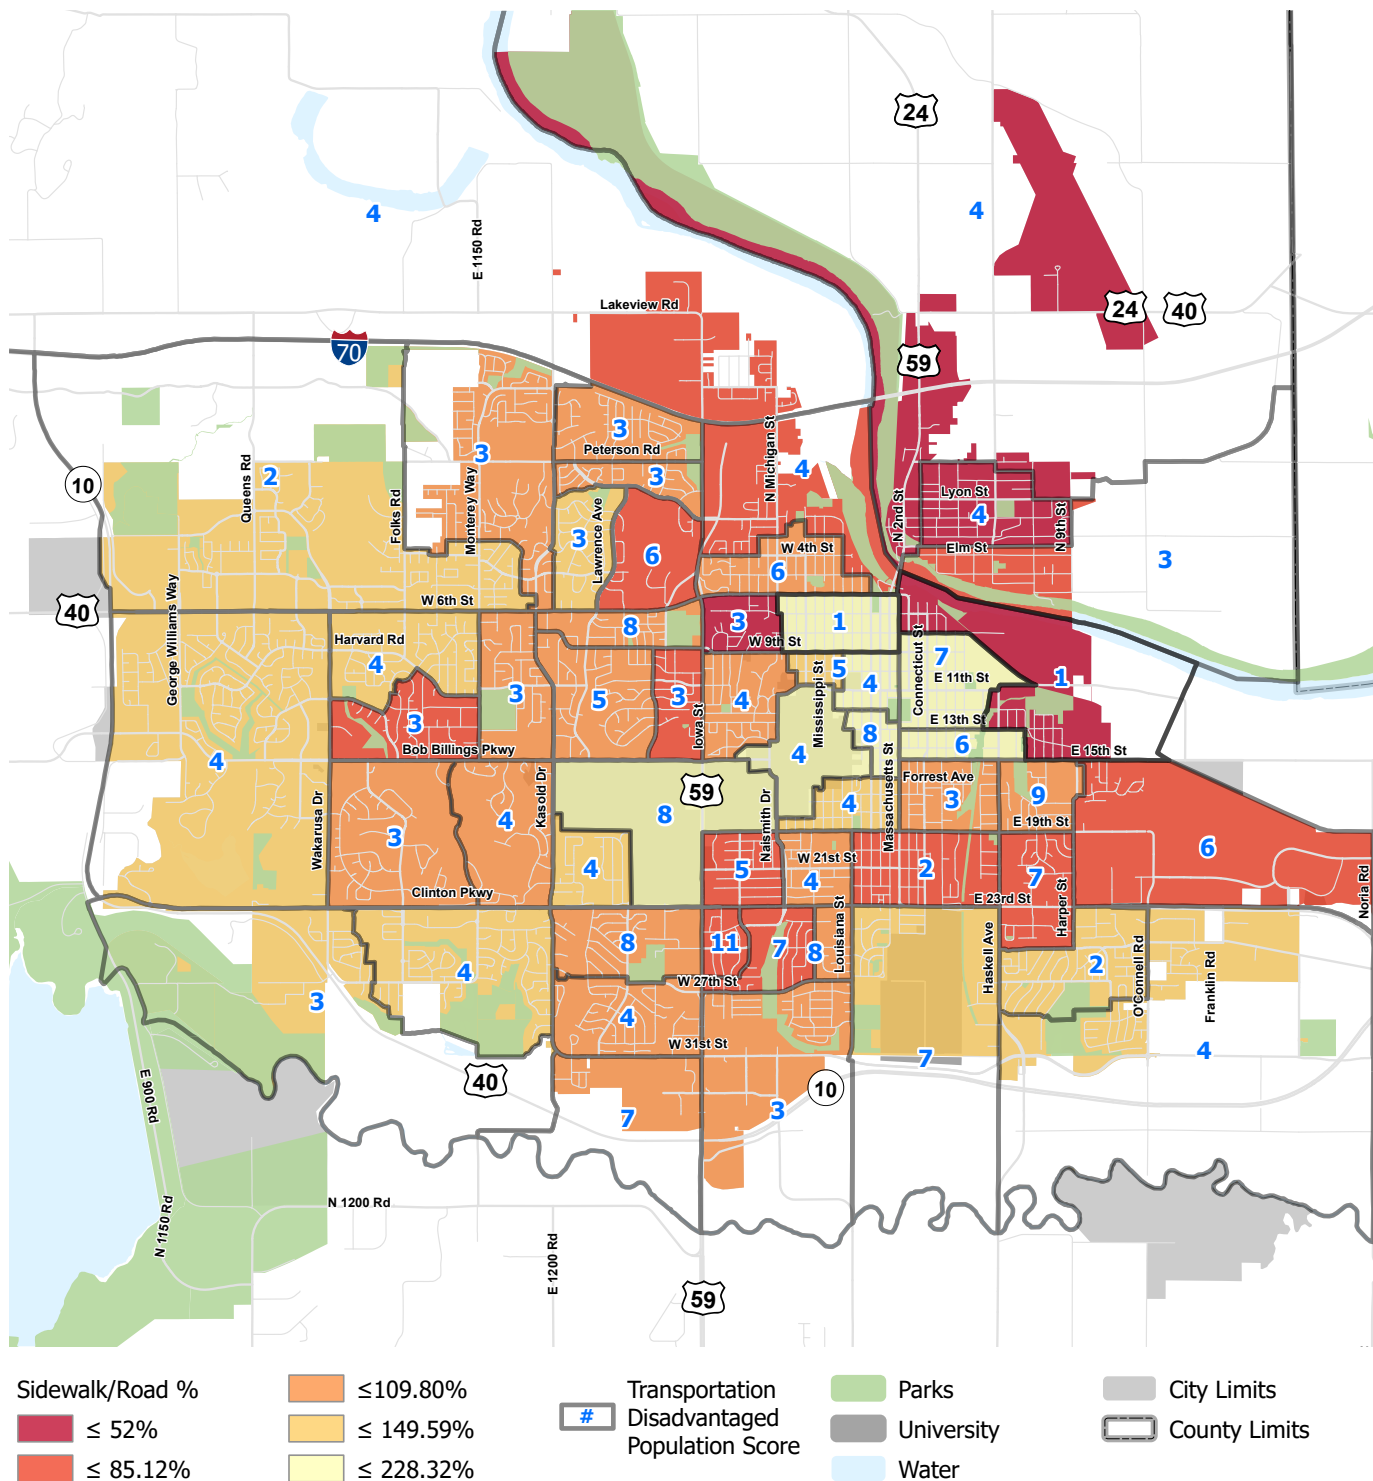 24
4
4
E 1150 Rd
Lakeview Rd
24
40
70
59
3
Peterson Rd
N Michigan St
3
2
3
4
10
Queens Rd
Folks Rd
Monterey Way
Lawrence Ave
N 2nd St
Lyon St
4
N 9th St
3
6
W 4th St
Elm St
3
6
40
George Williams Way
W 6th St
8
3
1
Harvard Rd
W 9th St
Connecticut St
7
4
5
E 11th St
1
3
5
3
4
Mississippi St
4
3
Iowa St
E 13th St
Bob Billings Pkwy
8
6
E 15th St
4
4
Massachusetts St
Forrest Ave
Wakarusa Dr
Kasold Dr
59
Naismith Dr
3
9
8
4
E 19th St
3
4
W 21st St
6
4
5
4
2
7
Harper St
Clinton Pkwy
E 23rd St
Noria Rd
Louisiana St
8
11
7
8
Haskell Ave
O'Connell Rd
Franklin Rd
4
2
W 27th St
3
4
W 31st St
7
4
40
10
E 900 Rd
7
3
N 1150 Rd
N 1200 Rd
E 1200 Rd
59
Sidewalk/Road %
≤ 52%
≤ 85.12%
≤109.80%
≤ 149.59%
≤ 228.32%
#
Transportation
Disadvantaged
Population Score
Parks
University
Water
City Limits
County Limits